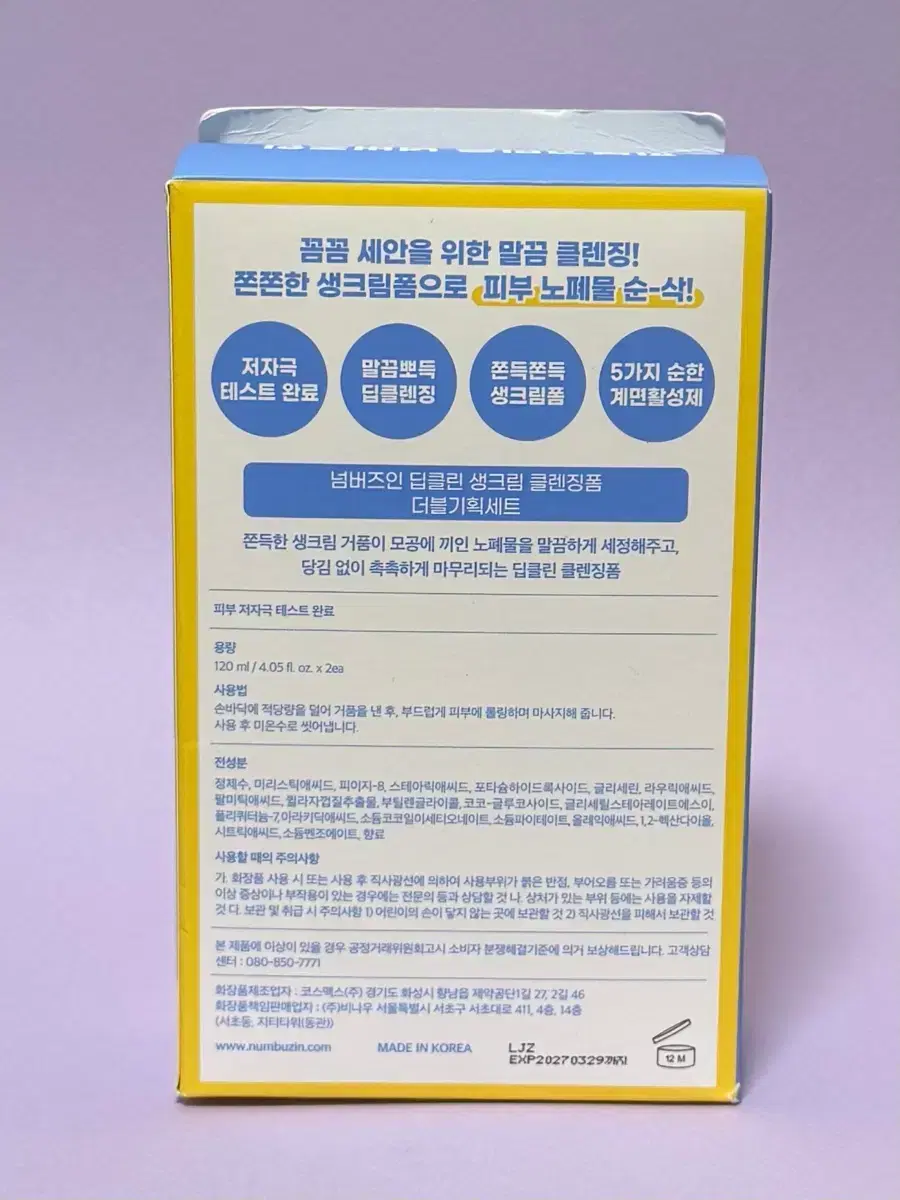 꼼꼼 세안을 위한 말끔 클렌징!
쫀쫀한 생크림폼으로 피부 노폐물 순-삭!
저자극
테스트 완료
말끔뽀득
딥클렌징
쫀득쫀득
생크림폼
5가지 순한
계면활성제
넘버즈인 딥클린 생크림 클렌징폼
더블기획세트
쫀득한 생크림 거품이 모공에 끼인 노폐물을 말끔하게 세정해주고,
당김 없이 촉촉하게 마무리되는 딥클린 클렌징폼
피부 저자극 테스트 완료
용량
120 ml / 4.05 fl. oz. x 2ea
사용법
손바닥에 적당량을 덜어 거품을 낸 후, 부드럽게 피부에 롤링하며 마사지해 줍니다.
사용 후 미온수로 씻어냅니다.
전성분
정제수, 미리스틱애씨드, 피이지-8, 스테아릭애씨드, 포타슘하이드록사이드, 글리세린, 라우릭애씨드,
팔미틱애씨드, 퀼라자껍질추출물, 부틸렌글라이콜, 코코-글루코사이드, 글리세릴스테아레이트에스이,
폴리쿼터늄-7, 아라키딕애씨드, 소듐코코일이세티오네이트, 소듐파이테이트, 올레익애씨드, 1,2-헥산다이올,
시트릭애씨드, 소듐벤조에이트, 향료
사용할 때의 주의사항
가. 화장품 사용 시 또는 사용 후 직사광선에 의하여 사용부위가 붉은 반점, 부어오름 또는 가려움증 등의
이상 증상이나 부작용이 있는 경우에는 전문의 등과 상담할 것 나. 상처가 있는 부위 등에는 사용을 자제할
것 다. 보관 및 취급 시 주의사항 1) 어린이의 손이 닿지 않는 곳에 보관할 것 2) 직사광선을 피해서 보관할 것
본 제품에 이상이 있을 경우 공정거래위원회고시 소비자 분쟁해결기준에 의거 보상해드립니다. 고객상담
센터 : 080-850-7771
화장품제조업자 : 코스맥스(주) 경기도 화성시 향남읍 제약공단1길 27, 2길 46
화장품책임판매업자 : (주)비나우 서울특별시 서초구 서초대로 411, 4층, 14층
(서초동, 지티타워(동관))
www.numbuzin.com MADE IN KOREA LJZ
EXP20270329까지
12 M